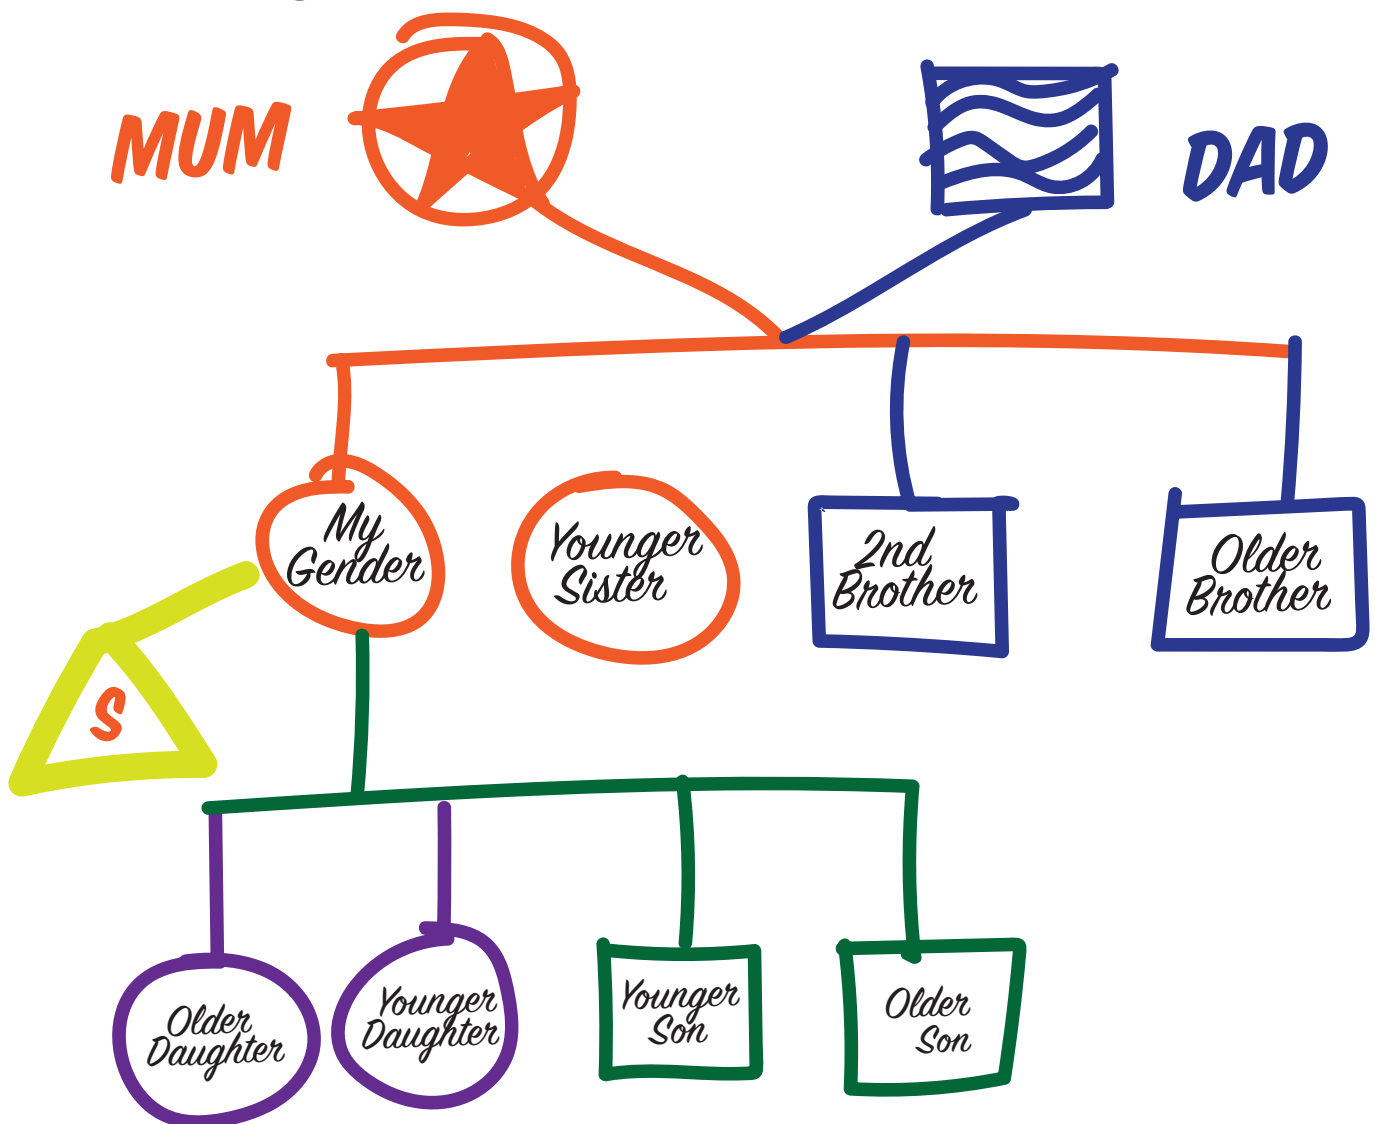 MUM
DAD
My
Gender
Younger
Sister
2nd
Brother
Older
Brother
S
Older
Daughter
Younger
Daughter
Younger
Son
Older
Son